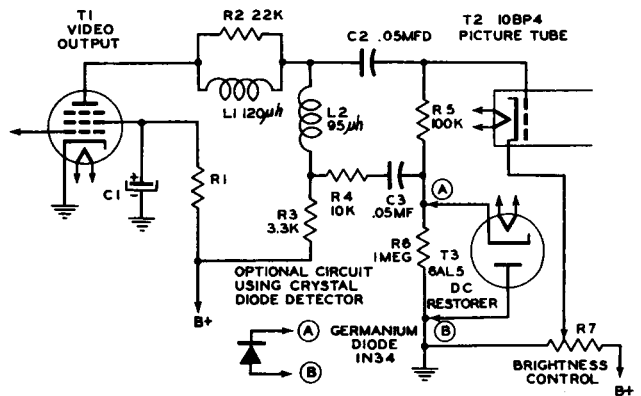 T1
VIDEO
OUTPUT
R2 22K
L1 120μh
C2 .05MFD
T2 10BP4
PICTURE TUBE
L2
95μh
R5
100K
C1
R1
R4
10K
C3
.05MF
A
R3
3.3K
R6
1MEG
T3
6AL5
DC
RESTORER
OPTIONAL CIRCUIT
USING CRYSTAL
DIODE DETECTOR
B+
A
B
GERMANIUM
DIODE
1N34
B
R7
BRIGHTNESS
CONTROL
B+